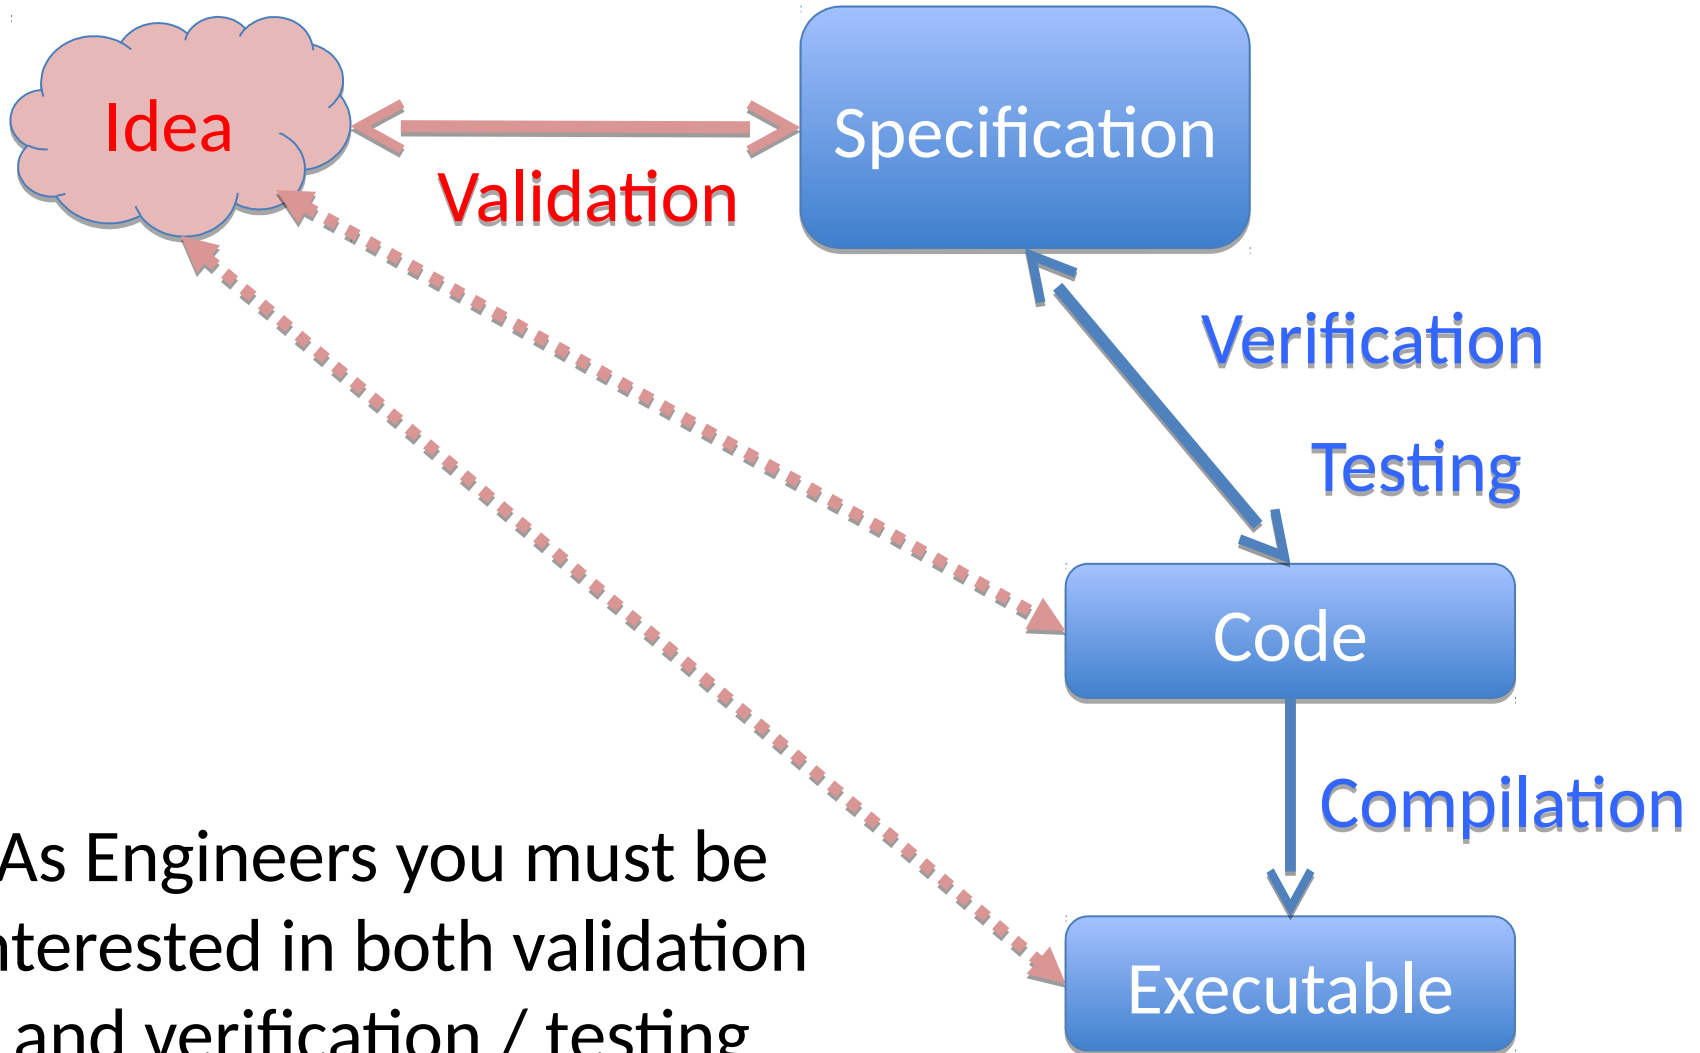 Idea
Specification
Validation
Verification
Testing
Code
Compilation
As Engineers you must be
nterested in both validation
and verification / testing
Executable